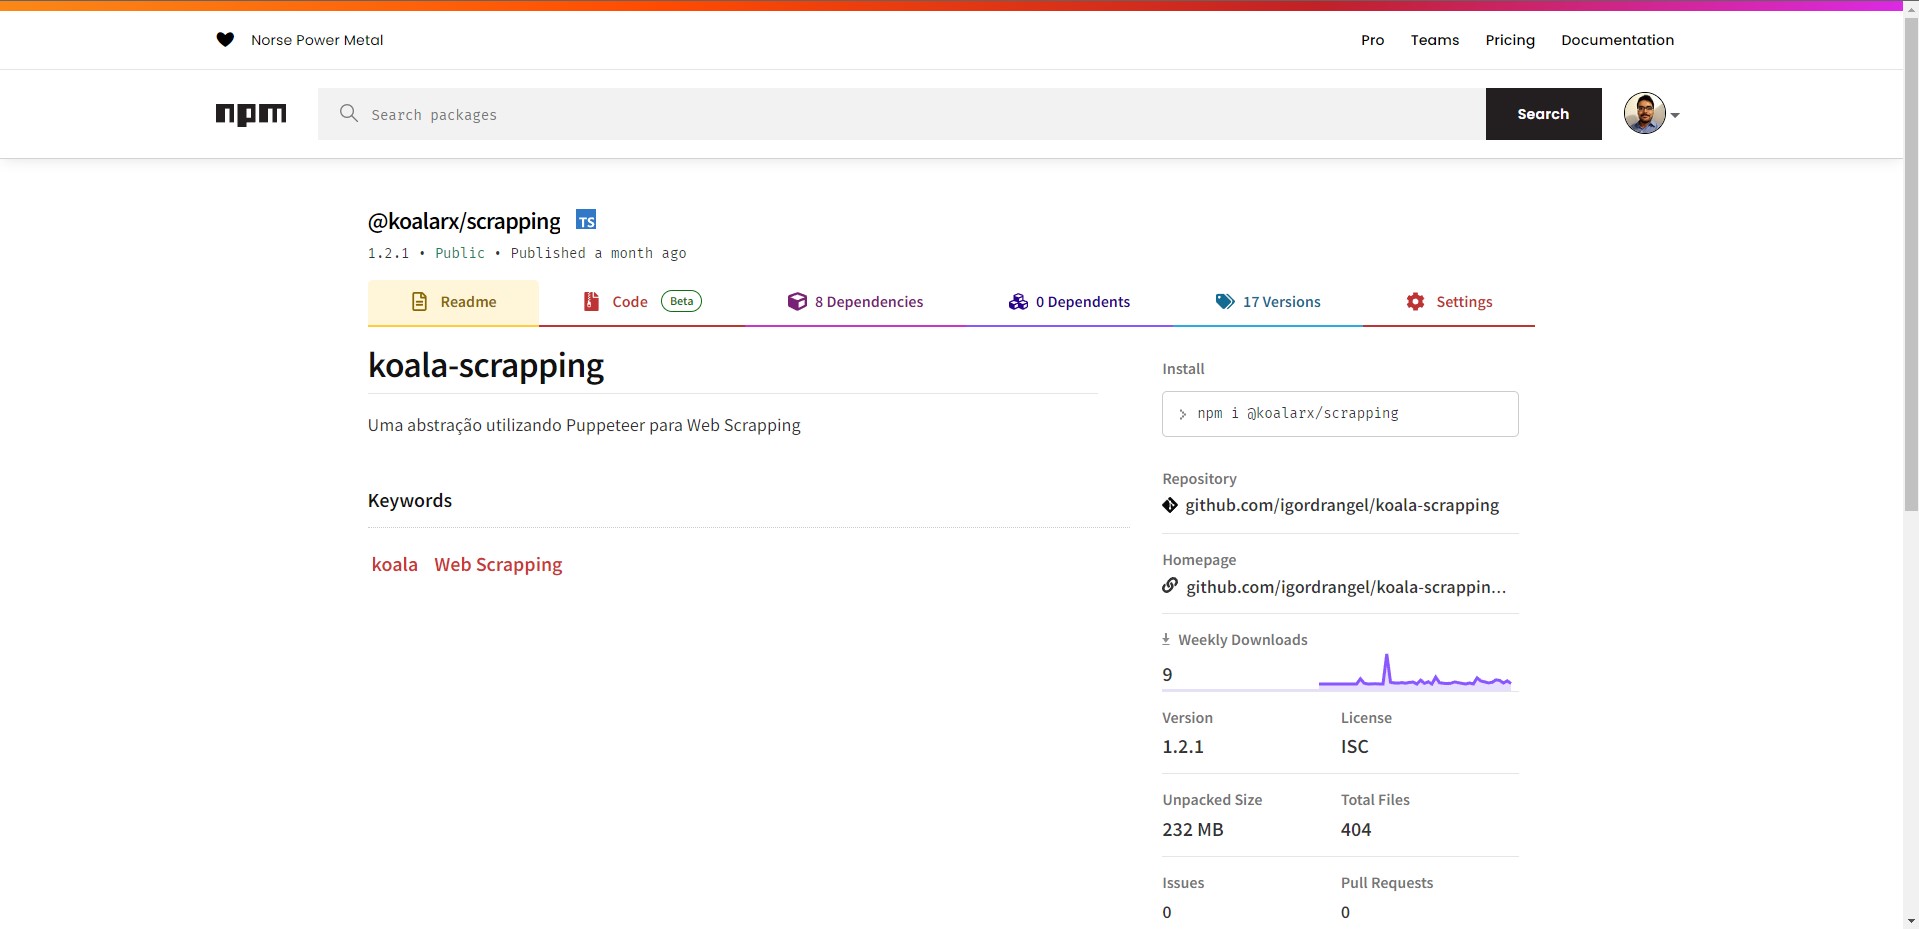 Norse Power Metal
Pro Teams Pricing Documentation
npm
Search packages
Search
@koalarx/scrapping TS
1.2.1 • Public • Published a month ago
Readme
Code Beta
8 Dependencies
0 Dependents
17 Versions
Settings
koala-scrapping
Uma abstração utilizando Puppeteer para Web Scrapping
Keywords
koala Web Scrapping
Install
> npm i @koalarx/scrapping
Repository
github.com/igordrangel/koala-scrapping
Homepage
github.com/igordrangel/koala-scrappin...
Weekly Downloads
9
Version License
1.2.1 ISC
Unpacked Size Total Files
232 MB 404
Issues Pull Requests
0 0